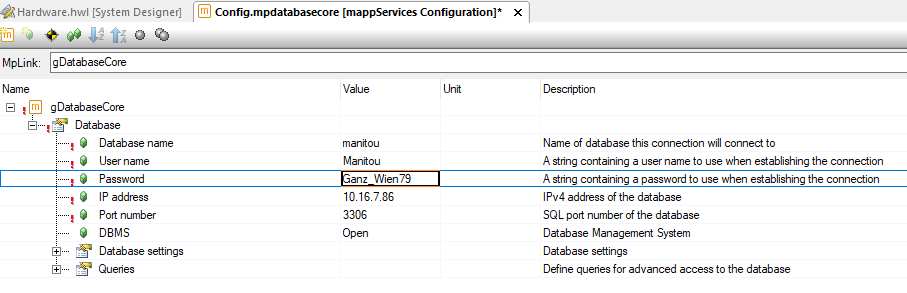 Hardware.hwl [System Designer]
Config.mpdatabasecore [mappServices Configuration]*
MpLink: gDatabaseCore
Name Value Unit Description
gDatabaseCore
Database
Database name manitou Name of database this connection will connect to
User name Manitou A string containing a user name to use when establishing the connection
Password Ganz_Wien79 A string containing a password to use when establishing the connection
IP address 10.16.7.86 IPv4 address of the database
Port number 3306 SQL port number of the database
DBMS Open Database Management System
Database settings Database settings
Queries Define queries for advanced access to the database